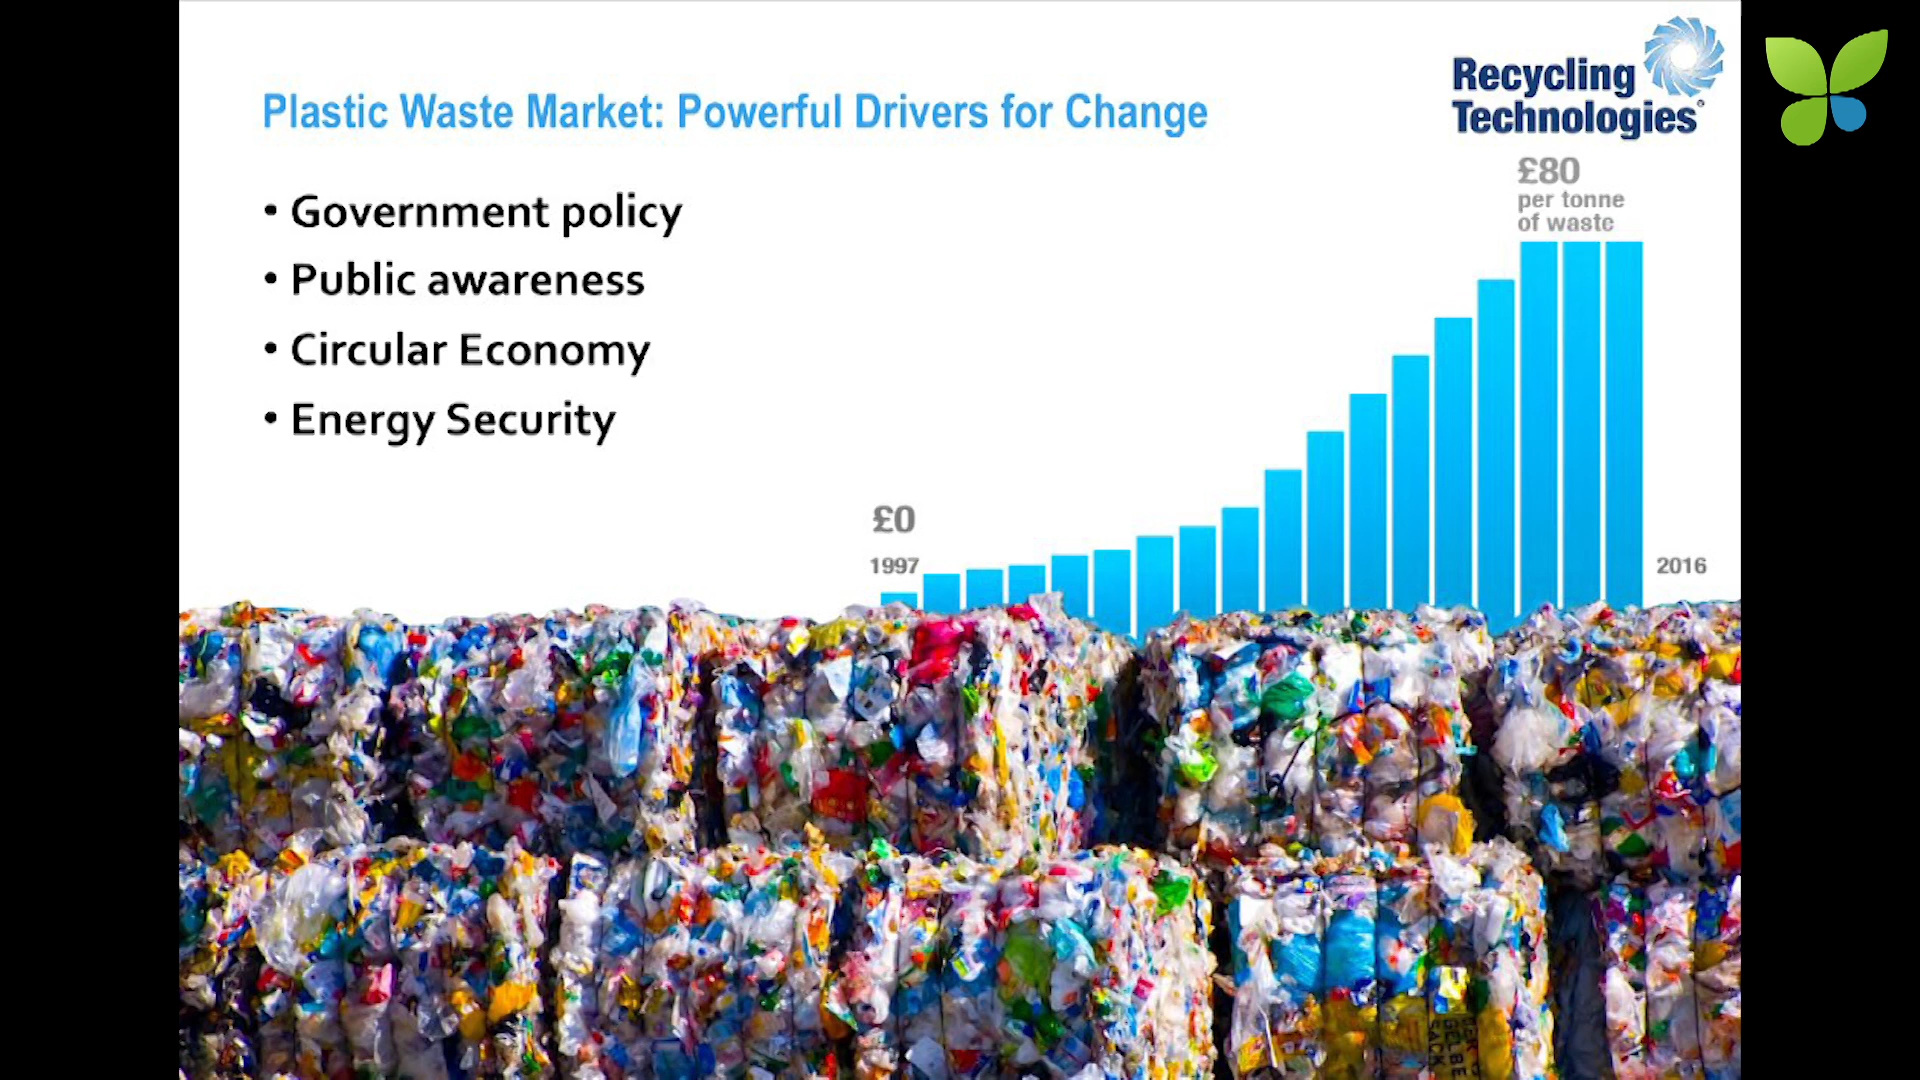 Plastic Waste Market: Powerful Drivers for Change
Recycling
Technologies®
• Government policy
• Public awareness
• Circular Economy
• Energy Security
£80
per tonne
of waste
£0
1997
2016